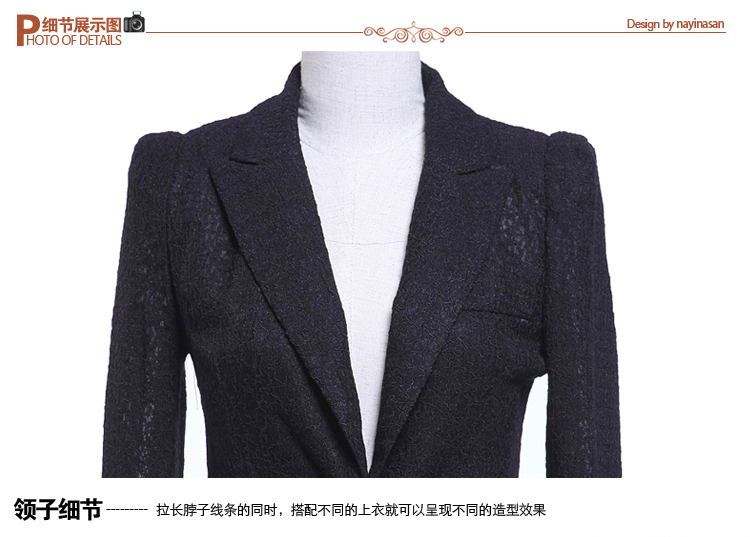 P细节展示图
HOTO OF DETAILS
Design by nayinasan
领子细节 --------- 拉长脖子线条的同时，搭配不同的上衣就可以呈现不同的造型效果